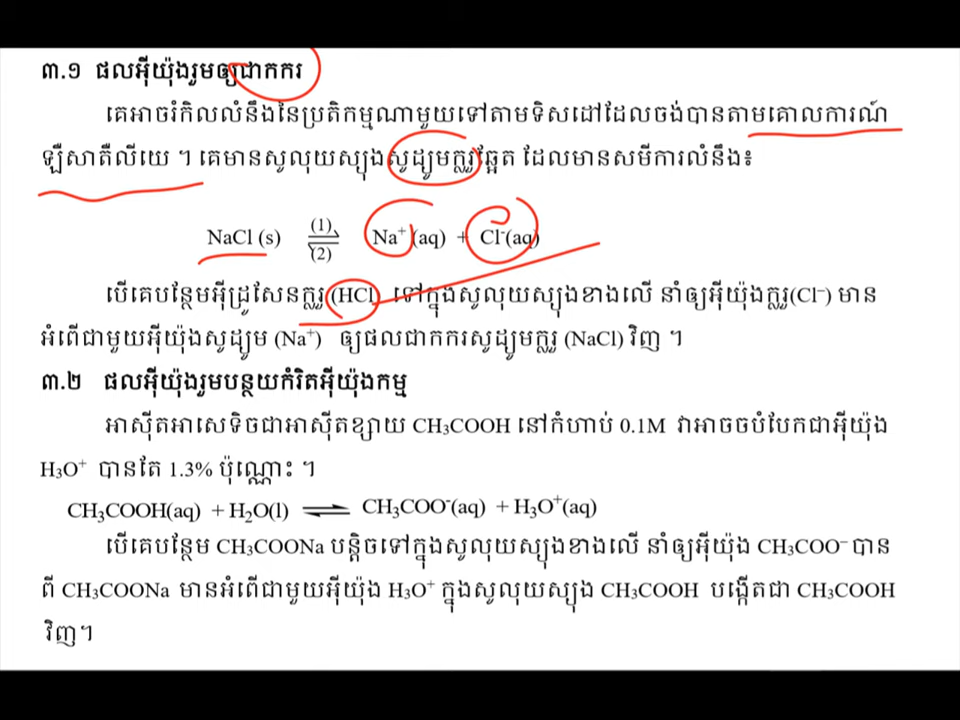 ៣.១ ផលអ៊ីយ៉ុងរួមឲ្យជាកករ
គេអាចរំកិលលំនឹងនៃប្រតិកម្មណាមួយទៅតាមទិសដៅដែលចង់បានតាមគោលការណ៍
ឡឺសាតឺលីយេ ។ គេមានសូលុយស្យុងសូដ្យូមក្លរួឆ្អែត ដែលមានសមីការលំនឹង៖
NaCl (s) (1) (2) Na⁺ (aq) + Cl⁻(aq)
បើគេបន្ថែមអ៊ីដ្រូសែនក្លរួ (HCl) ទៅក្នុងសូលុយស្យុងខាងលើ នាំឲ្យអ៊ីយ៉ុងក្លរួ(Cl⁻) មាន
អំពើជាមួយអ៊ីយ៉ុងសូដ្យូម (Na⁺) ឲ្យផលជាកករសូដ្យូមក្លរួ (NaCl) វិញ ។
៣.២ ផលអ៊ីយ៉ុងរួមបន្ថយកំរិតអ៊ីយ៉ុងកម្ម
អាស៊ីតអាសេទិចជាអាស៊ីតខ្សោយ CH₃COOH នៅកំហាប់ 0.1M វាអាចចបំបែកជាអ៊ីយ៉ុង
H₃O⁺ បានតែ 1.3% ប៉ុណ្ណោះ ។
CH₃COOH(aq) + H₂O(l) ⇌ CH₃COO⁻(aq) + H₃O⁺(aq)
បើគេបន្ថែម CH₃COONa បន្តិចទៅក្នុងសូលុយស្យុងខាងលើ នាំឲ្យអ៊ីយ៉ុង CH₃COO⁻ បាន
ពី CH₃COONa មានអំពើជាមួយអ៊ីយ៉ុង H₃O⁺ ក្នុងសូលុយស្យុង CH₃COOH បង្កើតជា CH₃COOH
វិញ។